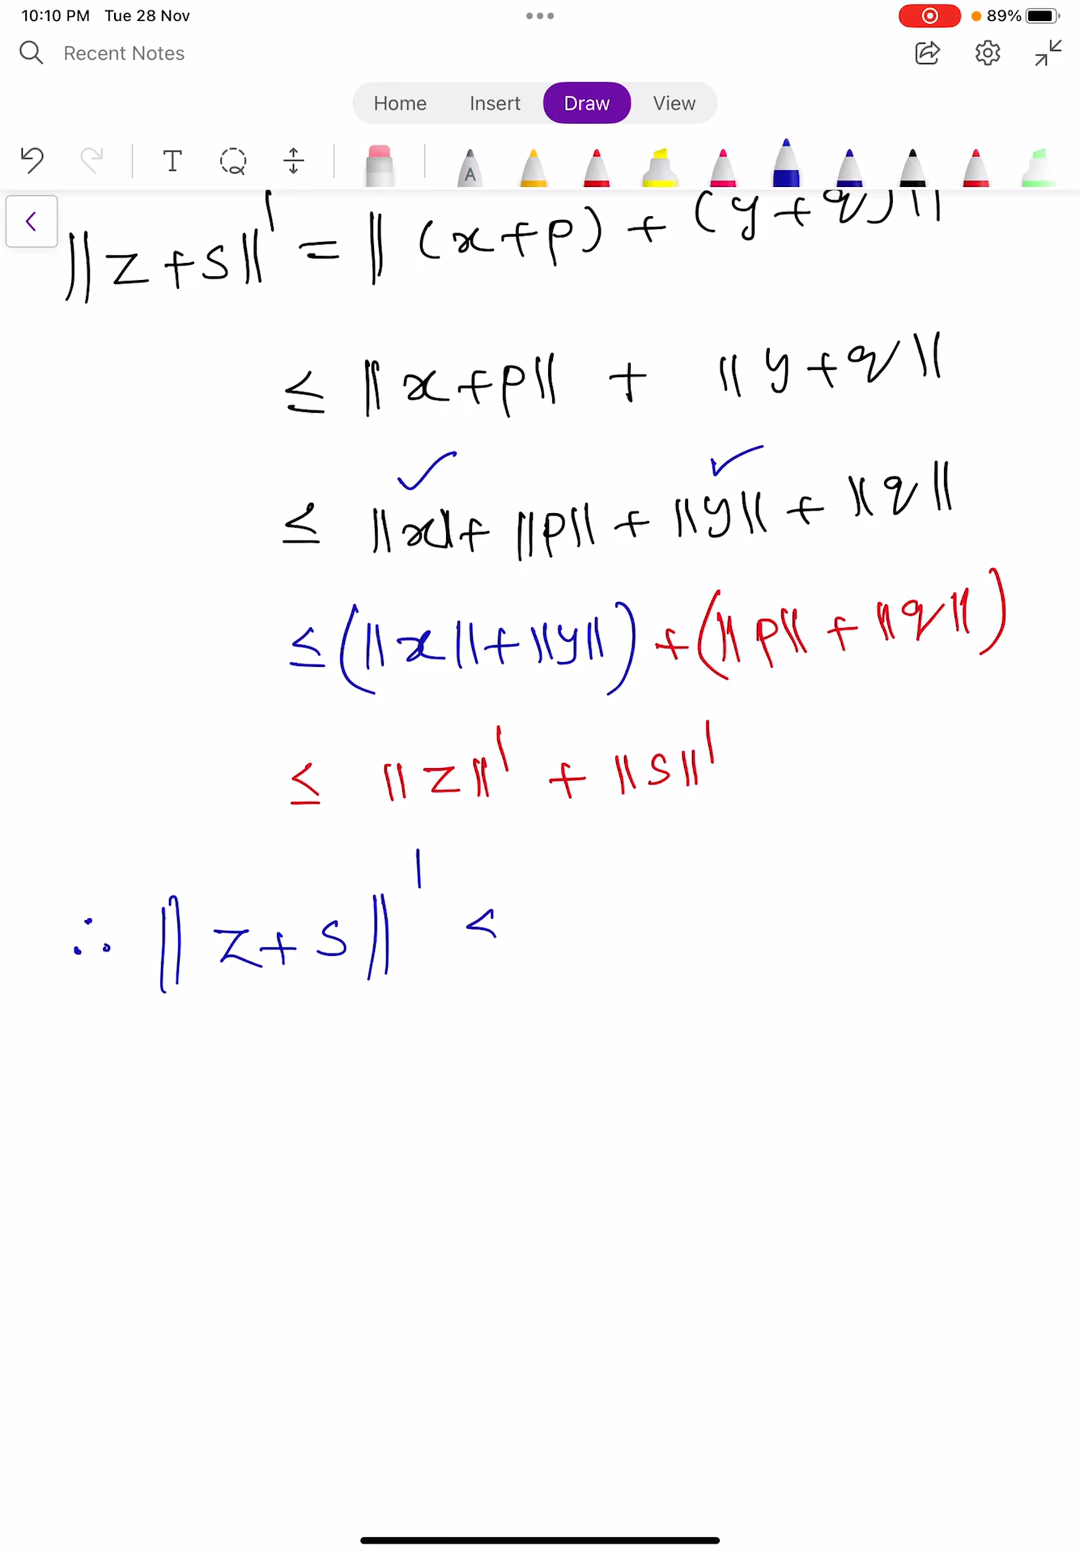 10:10 PM Tue 28 Nov 89%
Recent Notes
Home Insert Draw View
T A
||z+s||' = ||(x+p) + (y+q)||
≤ ||x+p|| + ||y+q||
✓ ✓
≤ ||x|+ ||p|| + ||y|| + ||q||
≤ (||x||+||y||) + (||p|| + ||q||)
≤ ||z||' + ||s||'
∴ ||z+s||' <